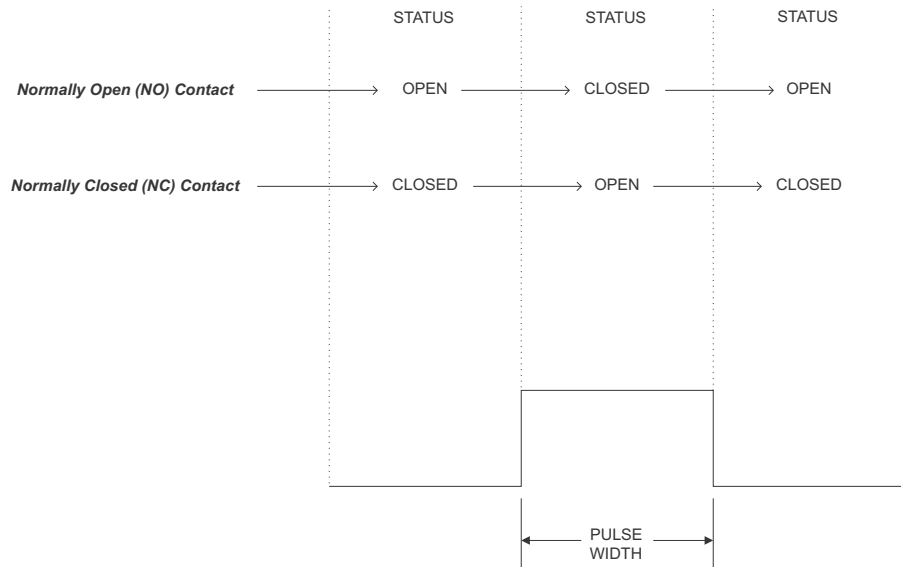 STATUS STATUS STATUS
Normally Open (NO) Contact OPEN CLOSED OPEN
Normally Closed (NC) Contact CLOSED OPEN CLOSED
PULSE
WIDTH